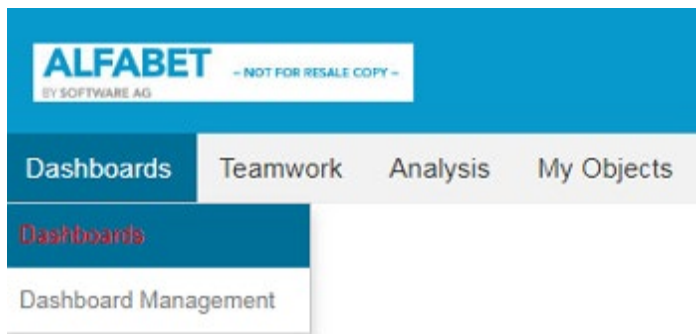 ALFABET – NOT FOR RESALE COPY –
BY SOFTWARE AG
Dashboards Teamwork Analysis My Objects
Dashboards
Dashboard Management